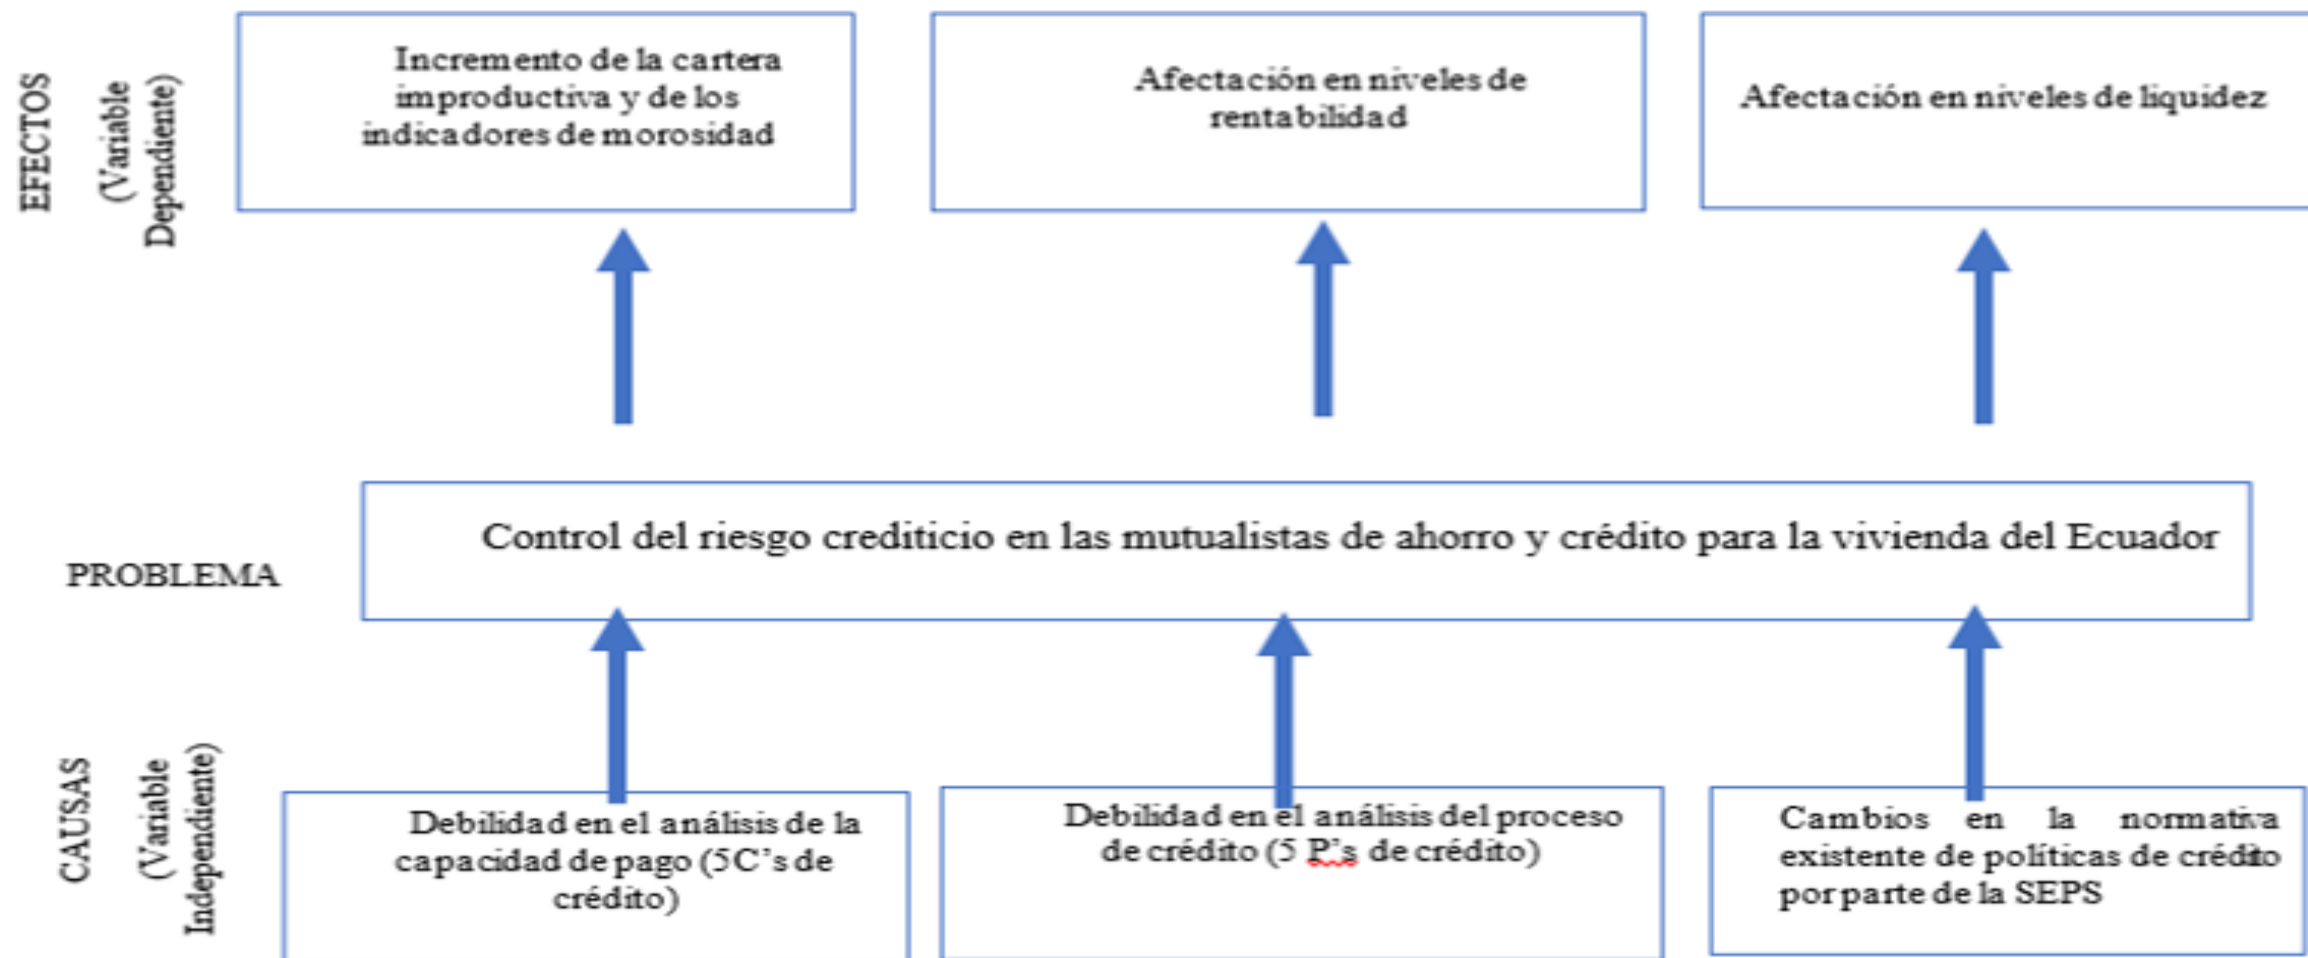 EFECTOS
(Variable
Dependiente)
Incremento de la cartera
improductiva y de los
indicadores de morosidad
Afectación en niveles de
rentabilidad
Afectación en niveles de liquidez
PROBLEMA
Control del riesgo crediticio en las mutualistas de ahorro y crédito para la vivienda del Ecuador
CAUSAS
(Variable
Independiente)
Debilidad en el análisis de la
capacidad de pago (5C’s de
crédito)
Debilidad en el análisis del proceso
de crédito (5 P’s de crédito)
Cambios en la normativa
existente de políticas de crédito
por parte de la SEPS